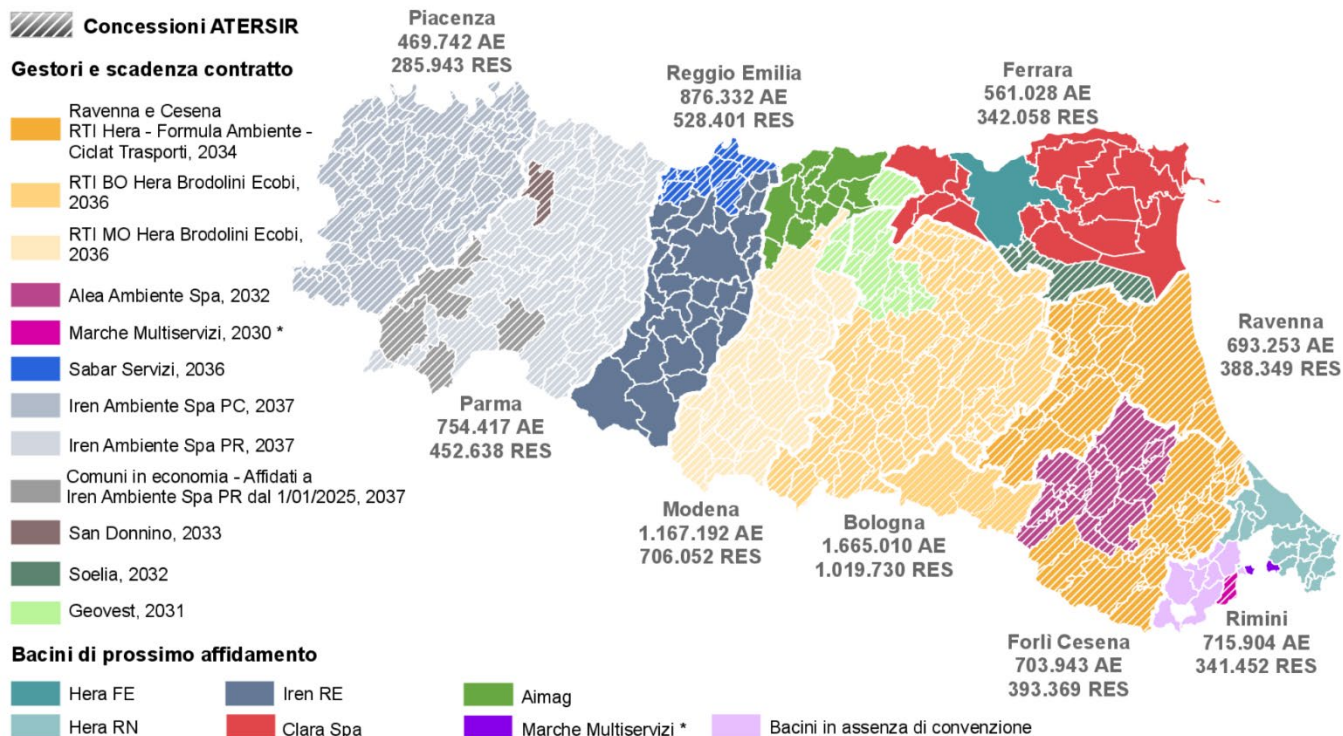 Concessioni ATERSIR
Gestori e scadenza contratto
Ravenna e Cesena
RTI Hera - Formula Ambiente -
Ciclat Trasporti, 2034
RTI BO Hera Brodolini Ecobi,
2036
RTI MO Hera Brodolini Ecobi,
2036
Alea Ambiente Spa, 2032
Marche Multiservizi, 2030 *
Sabar Servizi, 2036
Iren Ambiente Spa PC, 2037
Iren Ambiente Spa PR, 2037
Comuni in economia - Affidati a
Iren Ambiente Spa PR dal 1/01/2025, 2037
San Donnino, 2033
Soelia, 2032
Geovest, 2031
Piacenza
469.742 AE
285.943 RES
Reggio Emilia
876.332 AE
528.401 RES
Ferrara
561.028 AE
342.058 RES
Ravenna
693.253 AE
388.349 RES
Parma
754.417 AE
452.638 RES
Modena
1.167.192 AE
706.052 RES
Bologna
1.665.010 AE
1.019.730 RES
Forlì Cesena
703.943 AE
393.369 RES
Rimini
715.904 AE
341.452 RES
Bacini di prossimo affidamento
Hera FE
Iren RE
Aimag
Hera RN
Clara Spa
Marche Multiservizi *
Bacini in assenza di convenzione